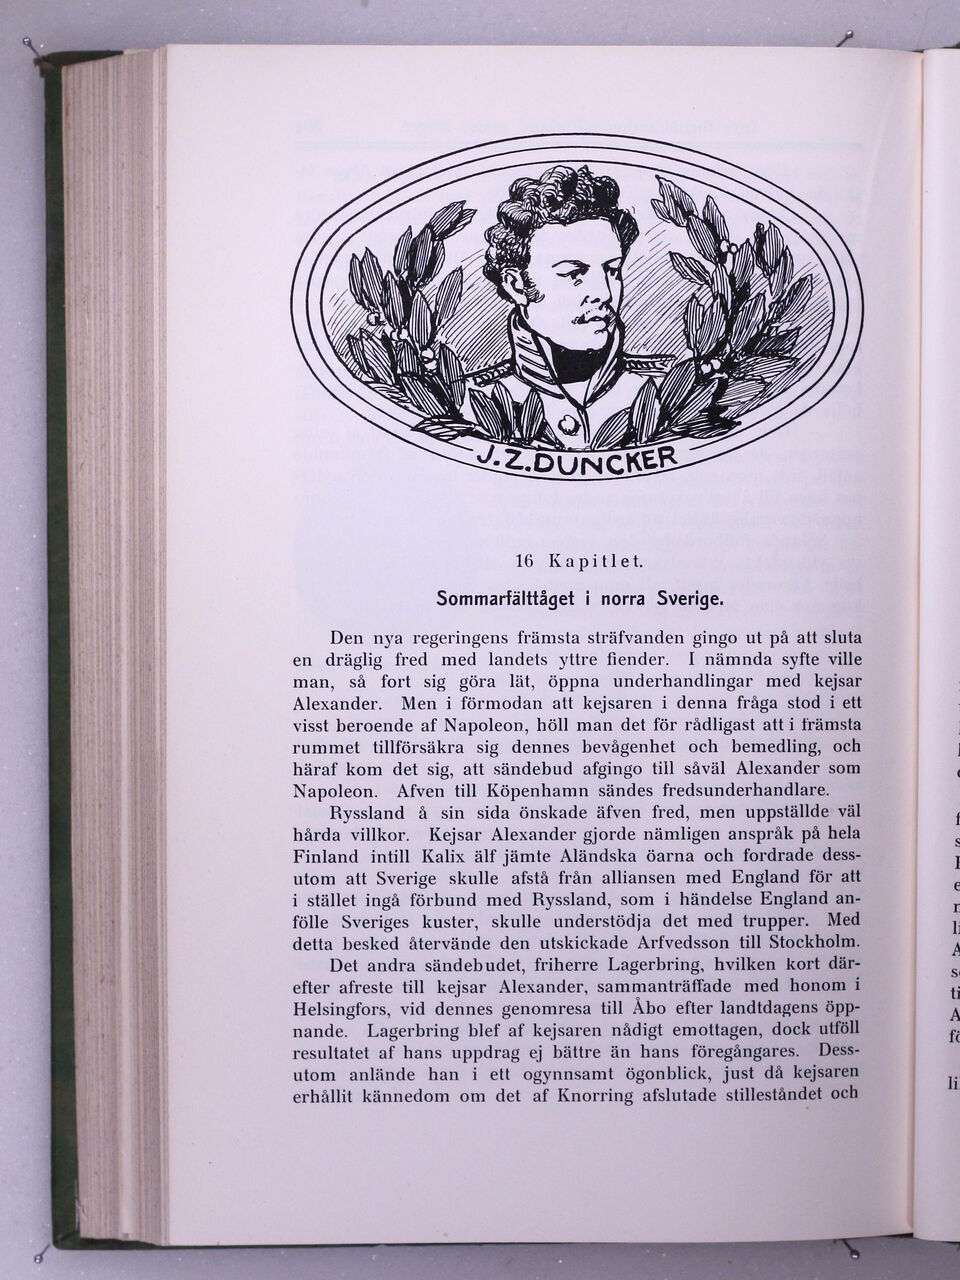 J.Z.DUNCKER
16 Kapitlet.
Sommarfälttåget i norra Sverige.
Den nya regeringens främsta sträfvanden gingo ut på att sluta
en dräglig fred med landets yttre fiender. I nämnda syfte ville
man, så fort sig göra lät, öppna underhandlingar med kejsar
Alexander. Men i förmodan att kejsaren i denna fråga stod i ett
visst beroende af Napoleon, höll man det för rådligast att i främsta
rummet tillförsäkra sig dennes bevågenhet och bemedling, och
häraf kom det sig, att sändebud afgingo till såväl Alexander som
Napoleon. Afven till Köpenhamn sändes fredsunderhandlare.
Ryssland å sin sida önskade äfven fred, men uppställde väl
hårda villkor. Kejsar Alexander gjorde nämligen anspråk på hela
Finland intill Kalix älf jämte Aländska öarna och fordrade dess-
utom att Sverige skulle afstå från alliansen med England för att
i stället ingå förbund med Ryssland, som i händelse England an-
fölle Sveriges kuster, skulle understödja det med trupper. Med
detta besked återvände den utskickade Arfvedsson till Stockholm.
Det andra sändebudet, friherre Lagerbring, hvilken kort där-
efter afreste till kejsar Alexander, sammanträffade med honom i
Helsingfors, vid dennes genomresa till Åbo efter landtdagens öpp-
nande. Lagerbring blef af kejsaren nådigt emottagen, dock utföll
resultatet af hans uppdrag ej bättre än hans föregångares. Dess-
utom anlände han i ett ogynnsamt ögonblick, just då kejsaren
erhållit kännedom om det af Knorring afslutade stilleståndet och